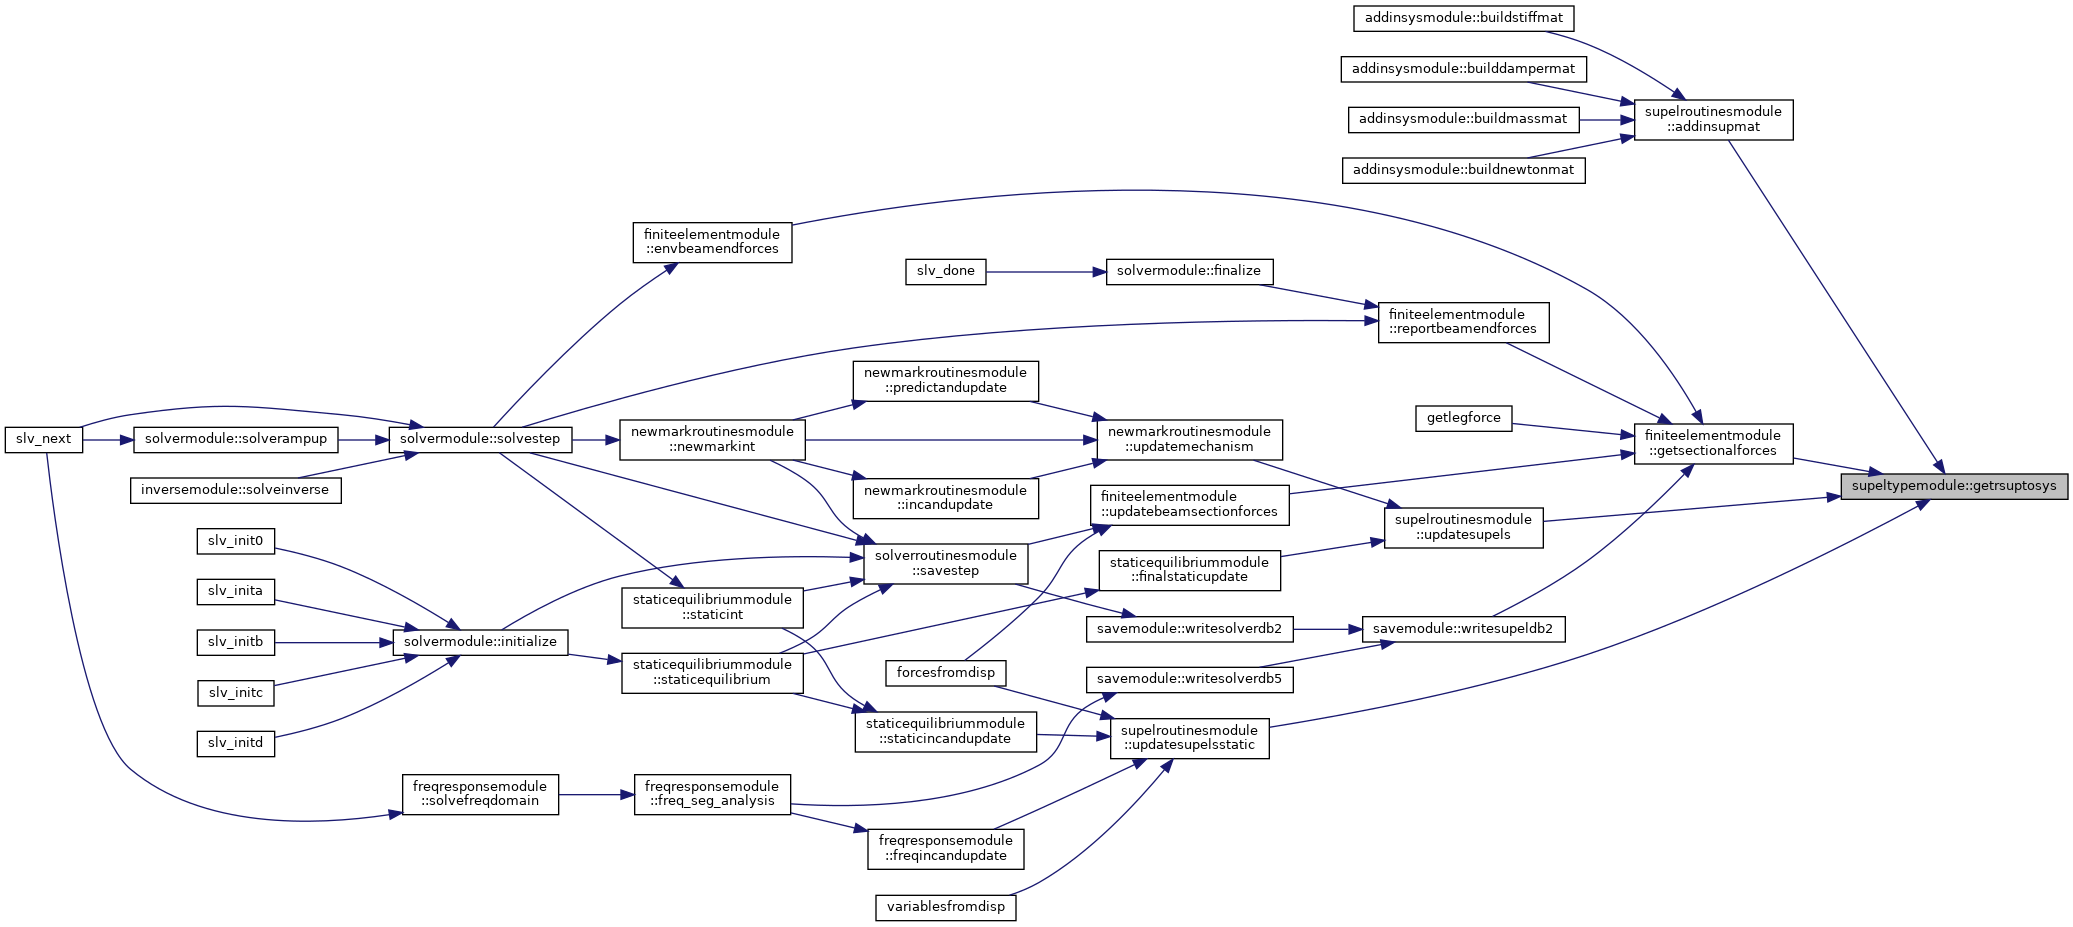 addinsysmodule::buildstiffmat
addinsysmodule::builddampermat
supelroutinesmodule
::addinsupmat
addinsysmodule::buildmassmat
addinsysmodule::buildnewtonmat
finiteelementmodule
::envbeamendforces
slv_done
solvermodule::finalize
finiteelementmodule
::reportbeamendforces
newmarkroutinesmodule
::predictandupdate
getlegforce
slv_next
solvermodule::solverampup
solvermodule::solvestep
newmarkroutinesmodule
::newmarkint
newmarkroutinesmodule
::updatemechanism
finiteelementmodule
::getsectionalforces
inversemodule::solveinverse
newmarkroutinesmodule
::incandupdate
finiteelementmodule
::updatebeamsectionforces
supeltypemodule::getrsuptosys
supelroutinesmodule
::updatesupels
slv_init0
solverroutinesmodule
::savestep
staticequilibriummodule
::finalstaticupdate
slv_inita
staticequilibriummodule
::staticint
savemodule::writesolverdb2
savemodule::writesupeldb2
slv_initb
solvermodule::initialize
staticequilibriummodule
::staticequilibrium
forcesfromdisp
savemodule::writesolverdb5
slv_initc
slv_initd
staticequilibriummodule
::staticincandupdate
supelroutinesmodule
::updatesupelsstatic
freqresponsemodule
::solvefreqdomain
freqresponsemodule
::freq_seg_analysis
freqresponsemodule
::freqincandupdate
variablesfromdisp